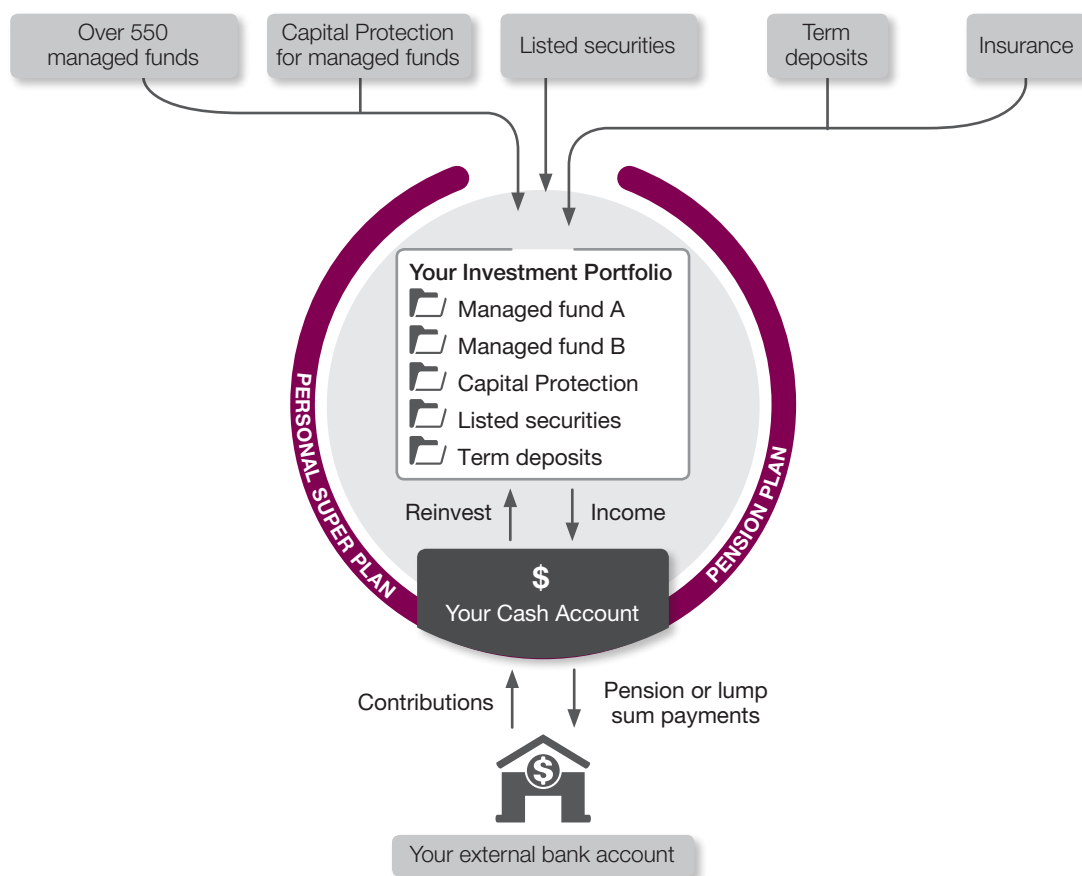 Over 550
managed funds
Capital Protection
for managed funds
Listed securities
Term
deposits
Insurance
Your Investment Portfolio
Managed fund A
Managed fund B
Capital Protection
Listed securities
Term deposits
PERSONAL SUPER PLAN
PENSION PLAN
Reinvest
Income
$
Your Cash Account
Contributions
Pension or lump
sum payments
$
Your external bank account